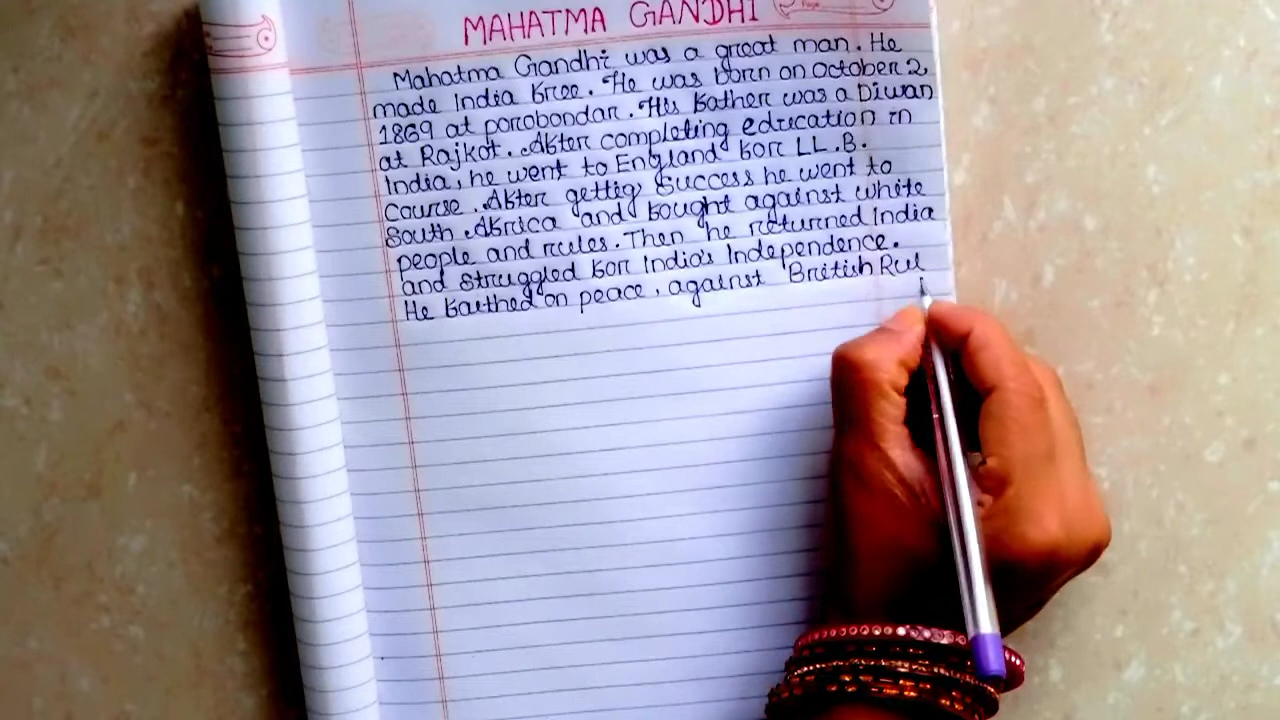 MAHATMA GANDHI
Page
Mahatma Gandhi was a great man. He
made India free. He was born on October 2,
1869 at porobondar. His father was a Diwan
at Rajkot. After completing education in
India, he went to England for LL.B.
Course. After gettig success he went to
South Africa and fought against white
people and rules. Then he returned India
and struggled for India's Independence.
He faithed on peace, against British Rul